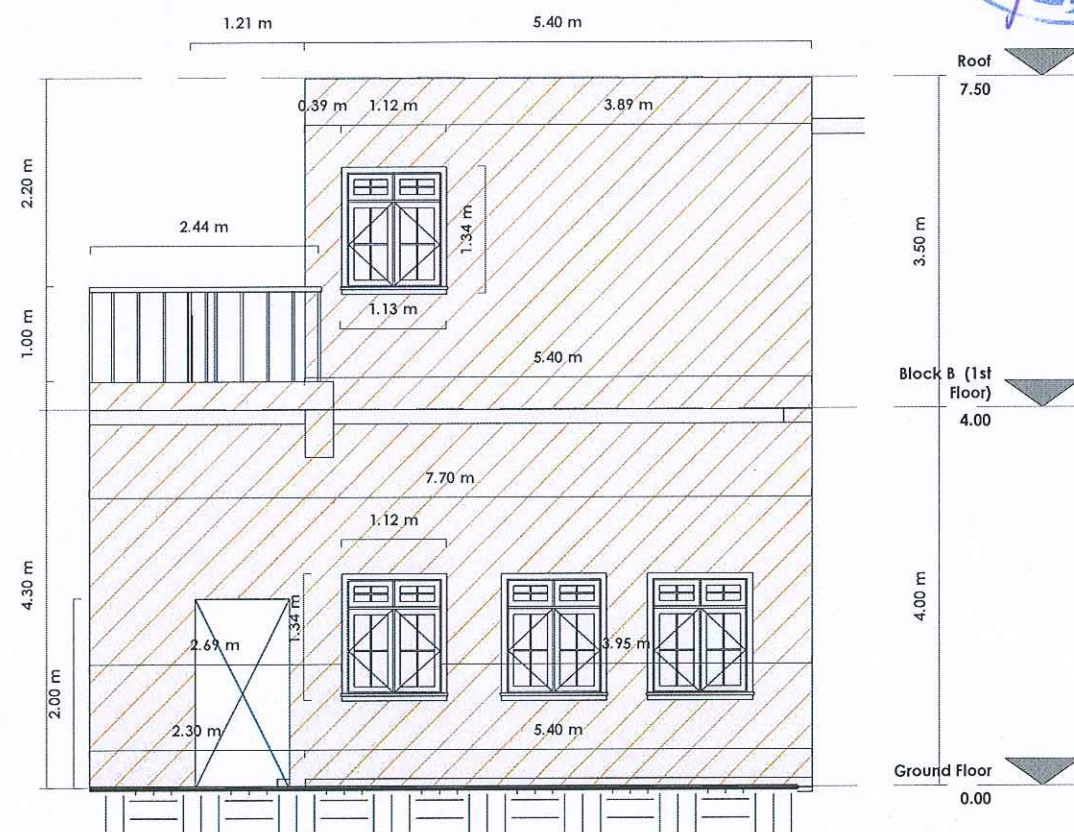 1.21 m
5.40 m
Roof
7.50
0.39 m
1.12 m
3.89 m
2.20 m
1.34 m
2.44 m
3.50 m
1.13 m
1.00 m
5.40 m
Block B (1st
Floor)
4.00
7.70 m
1.12 m
4.30 m
4.00 m
1.34 m
2.69 m
3.95 m
2.00 m
2.30 m
5.40 m
Ground Floor
0.00